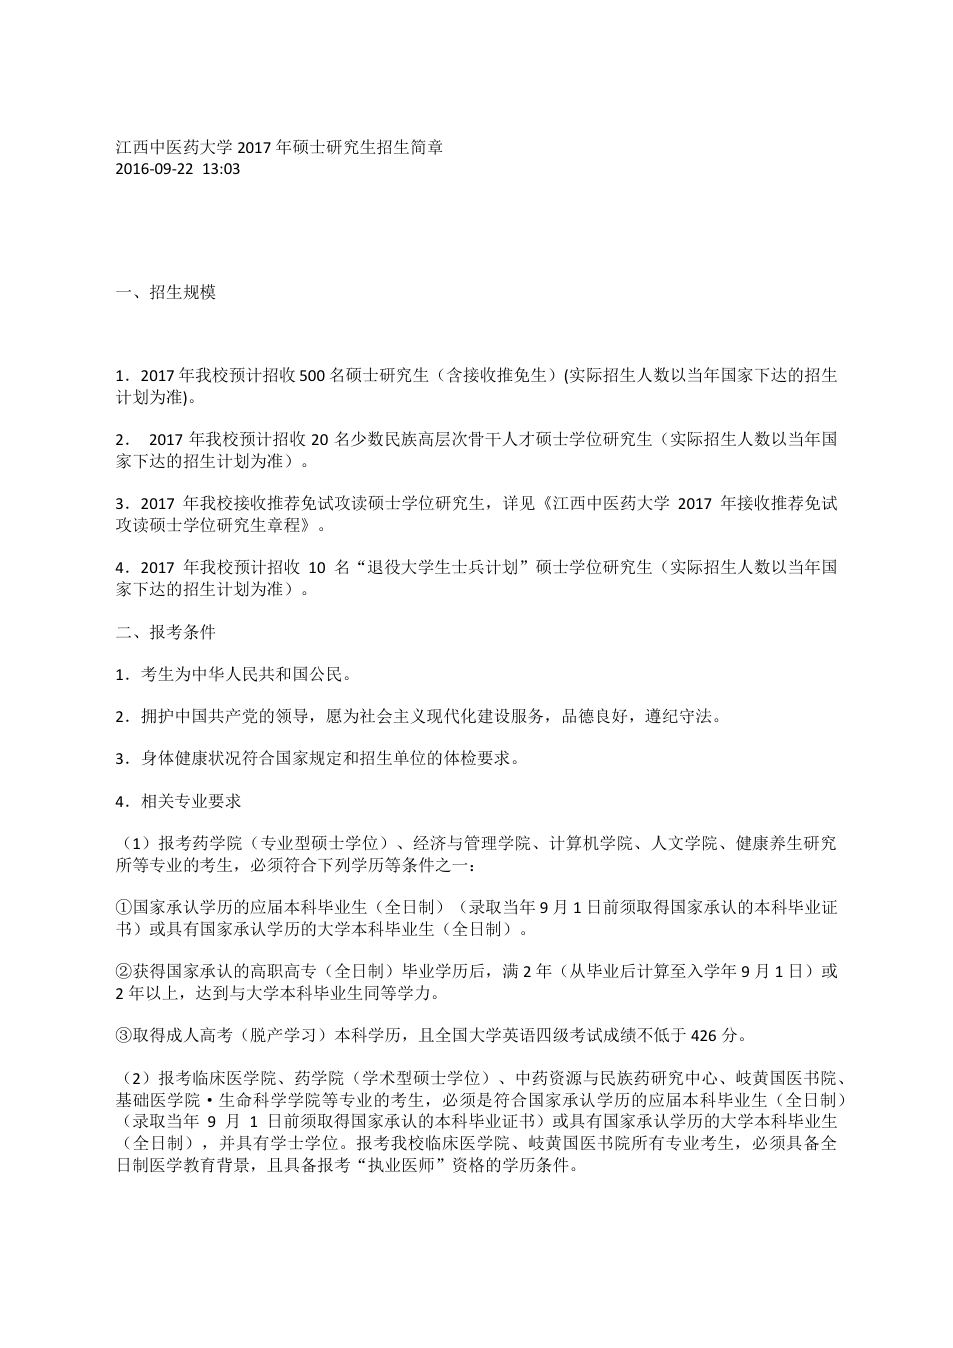 江西中医药大学 2017 年硕士研究生招生简章
2016-09-22 13:03
一、招生规模
1．2017 年我校预计招收 500 名硕士研究生（含接收推免生）(实际招生人数以当年国家下达的招生
计划为准)。
2． 2017 年我校预计招收 20 名少数民族高层次骨干人才硕士学位研究生（实际招生人数以当年国
家下达的招生计划为准）。
3．2017 年我校接收推荐免试攻读硕士学位研究生，详见《江西中医药大学 2017 年接收推荐免试
攻读硕士学位研究生章程》。
4．2017 年我校预计招收 10 名“退役大学生士兵计划”硕士学位研究生（实际招生人数以当年国
家下达的招生计划为准）。
二、报考条件
1．考生为中华人民共和国公民。
2．拥护中国共产党的领导，愿为社会主义现代化建设服务，品德良好，遵纪守法。
3．身体健康状况符合国家规定和招生单位的体检要求。
4．相关专业要求
（1）报考药学院（专业型硕士学位）、经济与管理学院、计算机学院、人文学院、健康养生研究
所等专业的考生，必须符合下列学历等条件之一：
①国家承认学历的应届本科毕业生（全日制）（录取当年 9 月 1 日前须取得国家承认的本科毕业证
书）或具有国家承认学历的大学本科毕业生（全日制）。
②获得国家承认的高职高专（全日制）毕业学历后，满 2 年（从毕业后计算至入学年 9 月 1 日）或
2 年以上，达到与大学本科毕业生同等学力。
③取得成人高考（脱产学习）本科学历，且全国大学英语四级考试成绩不低于 426 分。
（2）报考临床医学院、药学院（学术型硕士学位）、中药资源与民族药研究中心、岐黄国医书院、
基础医学院·生命科学学院等专业的考生，必须是符合国家承认学历的应届本科毕业生（全日制）
（录取当年 9 月 1 日前须取得国家承认的本科毕业证书）或具有国家承认学历的大学本科毕业生
（全日制），并具有学士学位。报考我校临床医学院、岐黄国医书院所有专业考生，必须具备全
日制医学教育背景，且具备报考“执业医师”资格的学历条件。